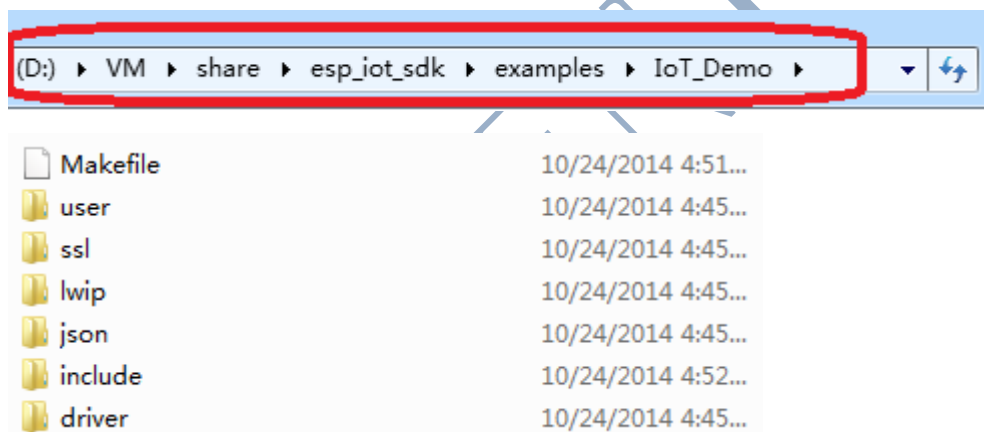 (D:) ▸ VM ▸ share ▸ esp_iot_sdk ▸ examples ▸ IoT_Demo ▸
Makefile 10/24/2014 4:51...
user 10/24/2014 4:45...
ssl 10/24/2014 4:45...
lwip 10/24/2014 4:45...
json 10/24/2014 4:45...
include 10/24/2014 4:52...
driver 10/24/2014 4:45...